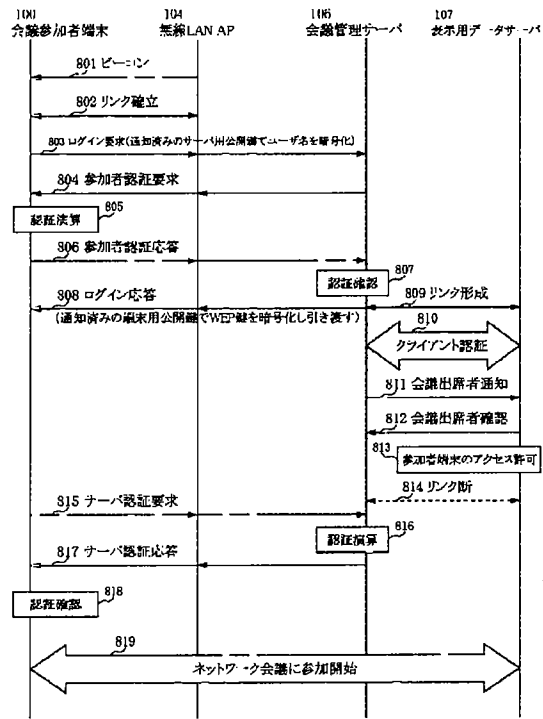 100 104 106 107
会議参加者端末 無線LAN AP 会議管理サーバ 表示用データサーバ
801 ビーコン
802 リンク確立
803 ログイン要求(通知済みのサーバ用公開鍵でユーザ名を暗号化)
804 参加者認証要求
認証演算 805
806 参加者認証応答
認証確認 807
808 ログイン応答 809 リンク形成
(通知済みの端末用公開鍵でWEP鍵を暗号化し引き渡す) 810
クライアント認証
811 会議出席者通知
812 会議出席者確認
813 参加者端末のアクセス許可
814 リンク断
815 サーバ認証要求
認証演算 816
817 サーバ認証応答
認証確認 818
819
ネットワーク会議に参加開始